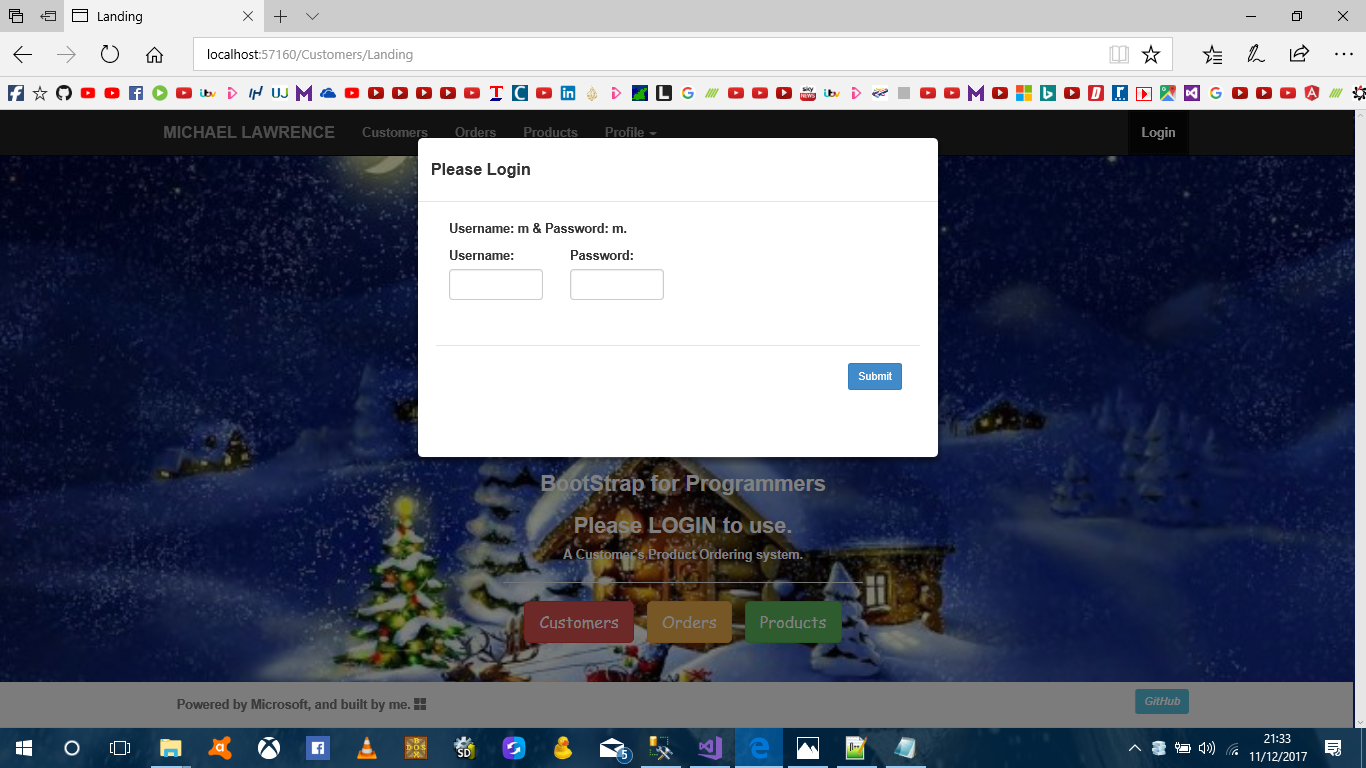 Landing
localhost:57160/Customers/Landing
MICHAEL LAWRENCE Customers Orders Products Profile Login
Please Login
Username: m & Password: m.
Username: Password:
Submit
BootStrap for Programmers
Please LOGIN to use.
A Customer's Product Ordering system.
Customers Orders Products
Powered by Microsoft, and built by me.
GitHub
21:33
11/12/2017